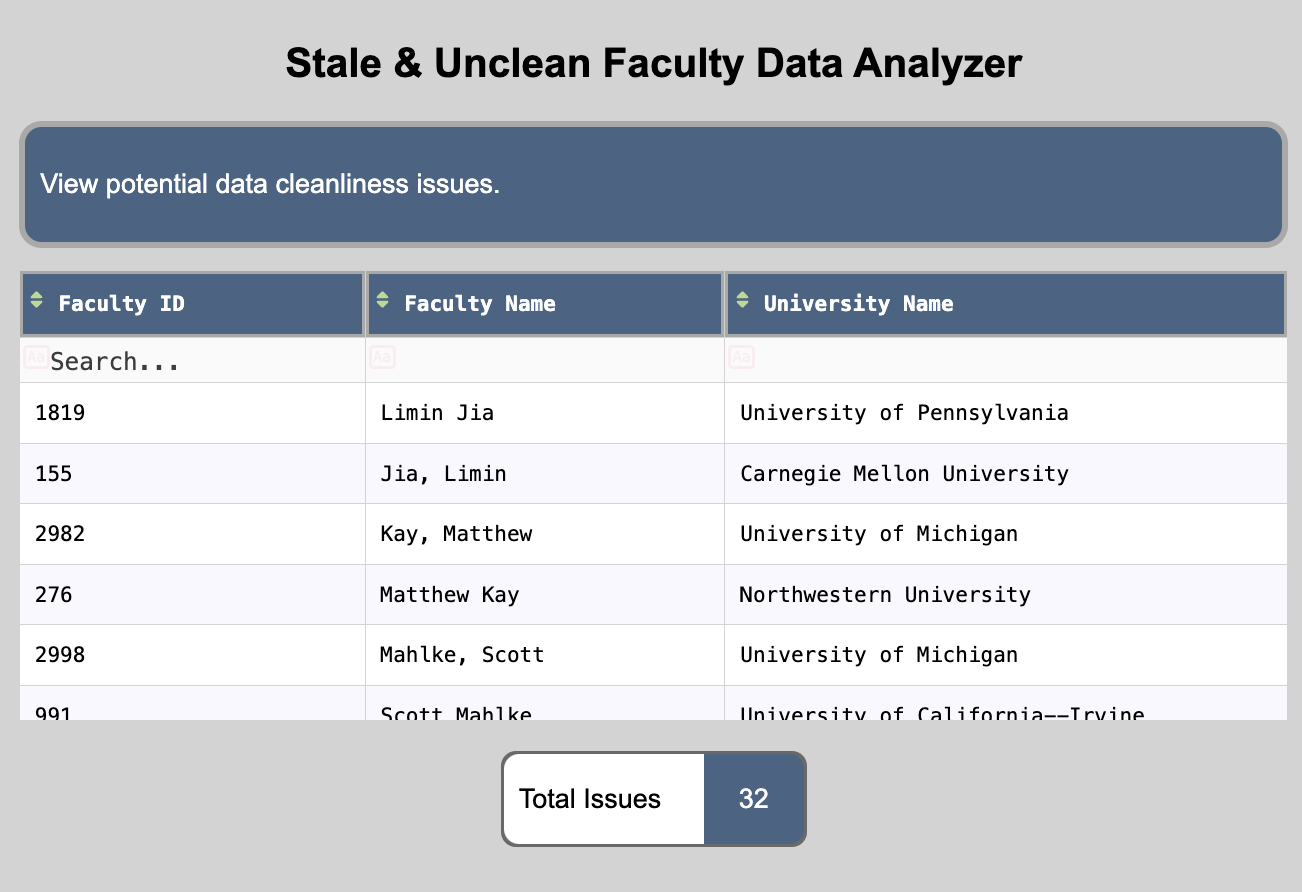 Stale & Unclean Faculty Data Analyzer
View potential data cleanliness issues.
Faculty ID Faculty Name University Name
Aa Search... Aa Aa
1819 Limin Jia University of Pennsylvania
155 Jia, Limin Carnegie Mellon University
2982 Kay, Matthew University of Michigan
276 Matthew Kay Northwestern University
2998 Mahlke, Scott University of Michigan
991 Scott Mahlke University of California--Irvine
Total Issues 32